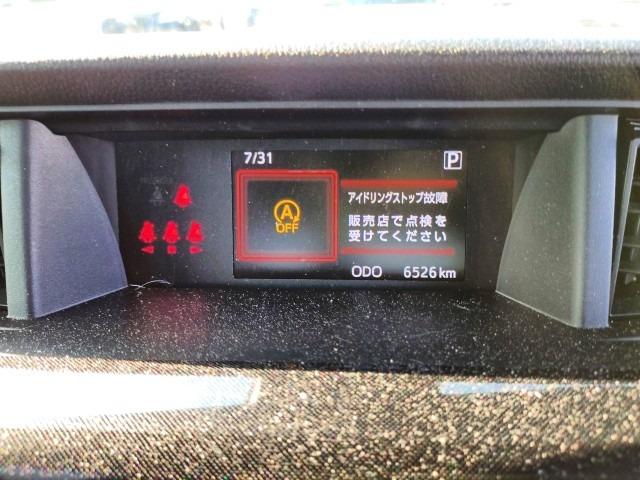 7/31
P
A
OFF
アイドリングストップ故障
販売店で点検を
受けてください
ODO 6526 km